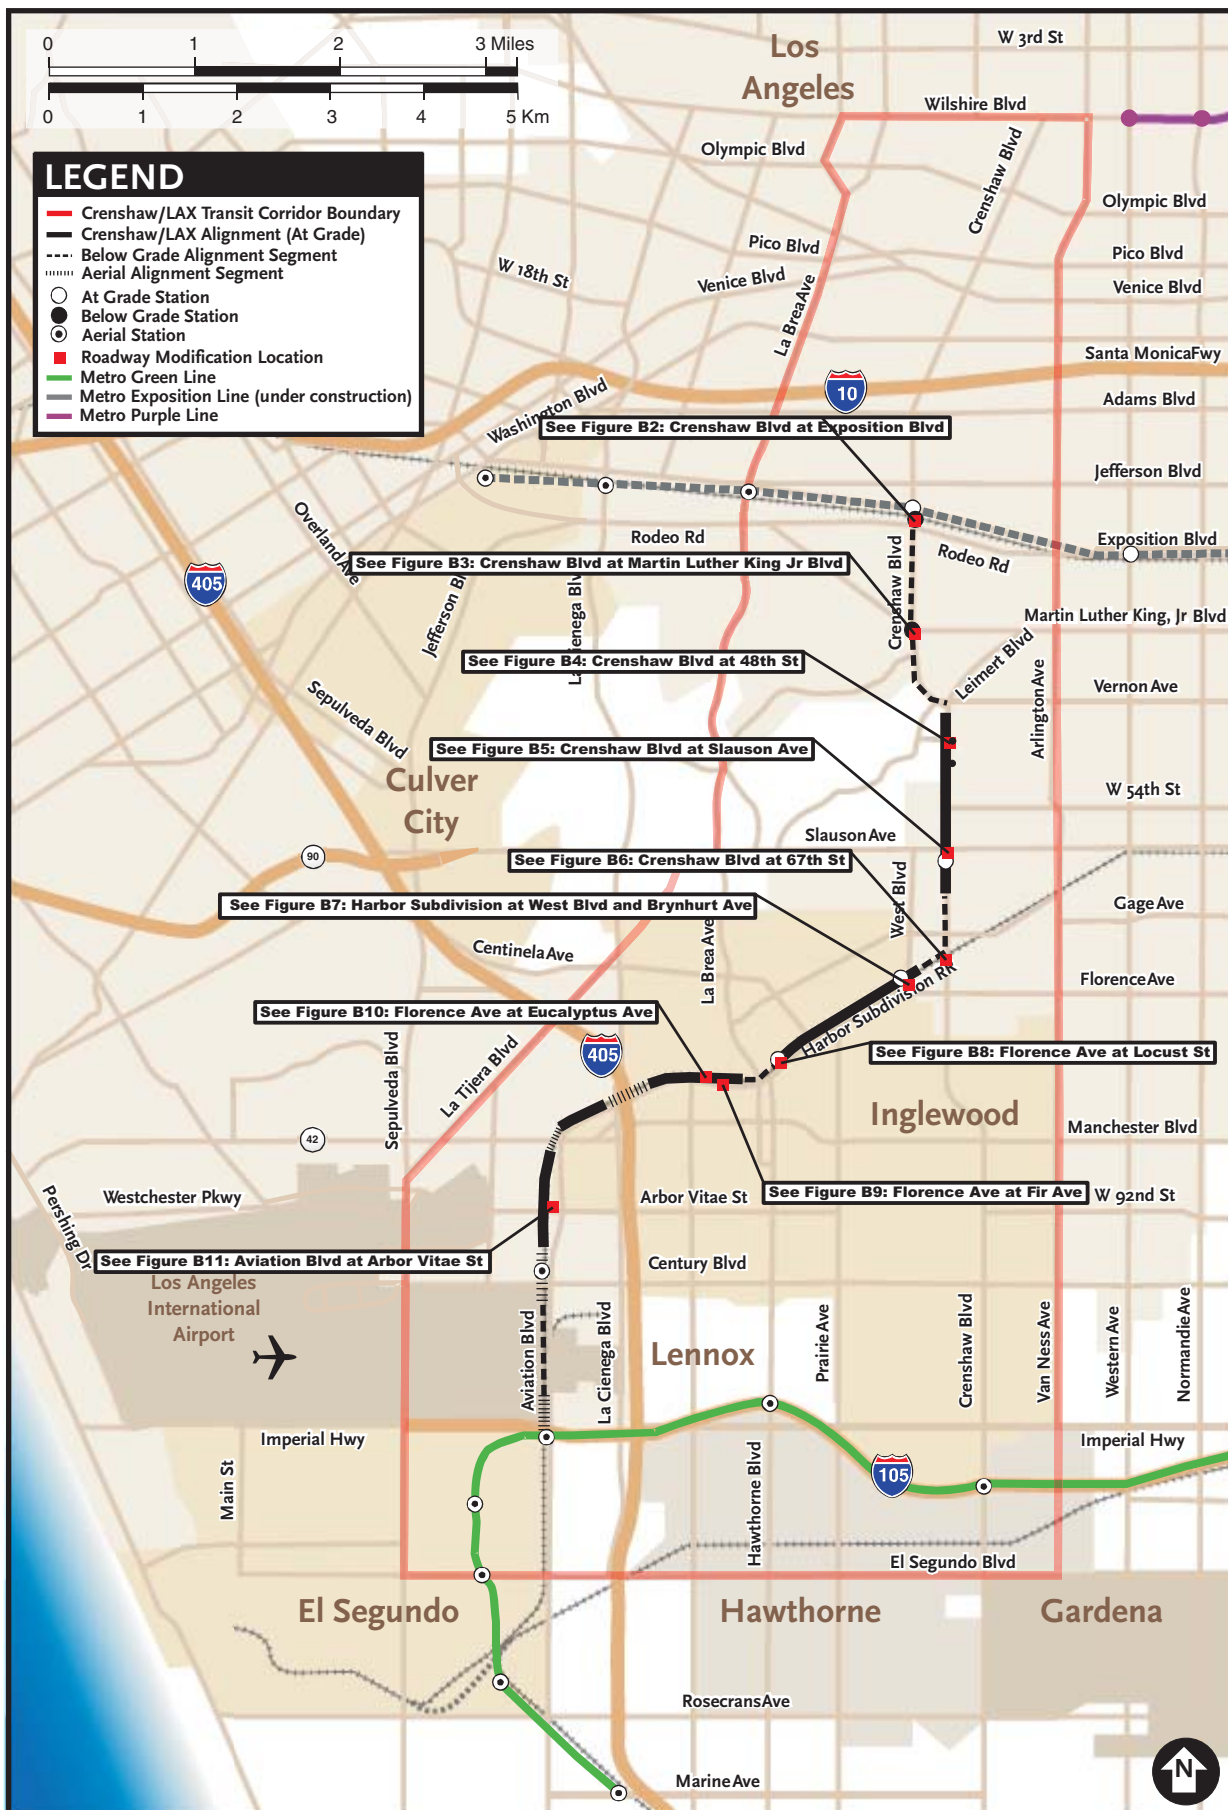 0 1 2 3 Miles
0 1 2 3 4 5 Km
LEGEND
Crenshaw/LAX Transit Corridor Boundary
Crenshaw/LAX Alignment (At Grade)
Below Grade Alignment Segment
Aerial Alignment Segment
At Grade Station
Below Grade Station
Aerial Station
Roadway Modification Location
Metro Green Line
Metro Exposition Line (under construction)
Metro Purple Line
Los
Angeles
W 3rd St
Wilshire Blvd
Olympic Blvd
Crenshaw Blvd
Olympic Blvd
Pico Blvd
Pico Blvd
W 18th St
Venice Blvd
Venice Blvd
La Brea Ave
Santa Monica Fwy
10
Adams Blvd
Washington Blvd
See Figure B2: Crenshaw Blvd at Exposition Blvd
Jefferson Blvd
Overland Ave
Rodeo Rd
Exposition Blvd
Rodeo Rd
Crenshaw Blvd
See Figure B3: Crenshaw Blvd at Martin Luther King Jr Blvd
405
Jefferson Bl
La Cienega Blv
Martin Luther King, Jr Blvd
Leimert Blvd
See Figure B4: Crenshaw Blvd at 48th St
Vernon Ave
Arlington Ave
Sepulveda Blvd
See Figure B5: Crenshaw Blvd at Slauson Ave
Culver
City
W 54th St
Slauson Ave
90
See Figure B6: Crenshaw Blvd at 67th St
West Blvd
See Figure B7: Harbor Subdivision at West Blvd and Brynhurt Ave
Gage Ave
Centinela Ave
La Brea Ave
Florence Ave
Harbor Subdivision RR
See Figure B10: Florence Ave at Eucalyptus Ave
405
See Figure B8: Florence Ave at Locust St
Sepulveda Blvd
La Tijera Blvd
Inglewood
42
Manchester Blvd
Westchester Pkwy
Arbor Vitae St
See Figure B9: Florence Ave at Fir Ave
W 92nd St
Pershing Dr
See Figure B11: Aviation Blvd at Arbor Vitae St
Century Blvd
Los Angeles
International
Airport
Aviation Blvd
La Cienega Blvd
Lennox
Prairie Ave
Crenshaw Blvd
Van Ness Ave
Western Ave
Normandie Ave
Imperial Hwy
Imperial Hwy
Main St
Hawthorne Blvd
105
El Segundo Blvd
El Segundo
Hawthorne
Gardena
Rosecrans Ave
Marine Ave
N